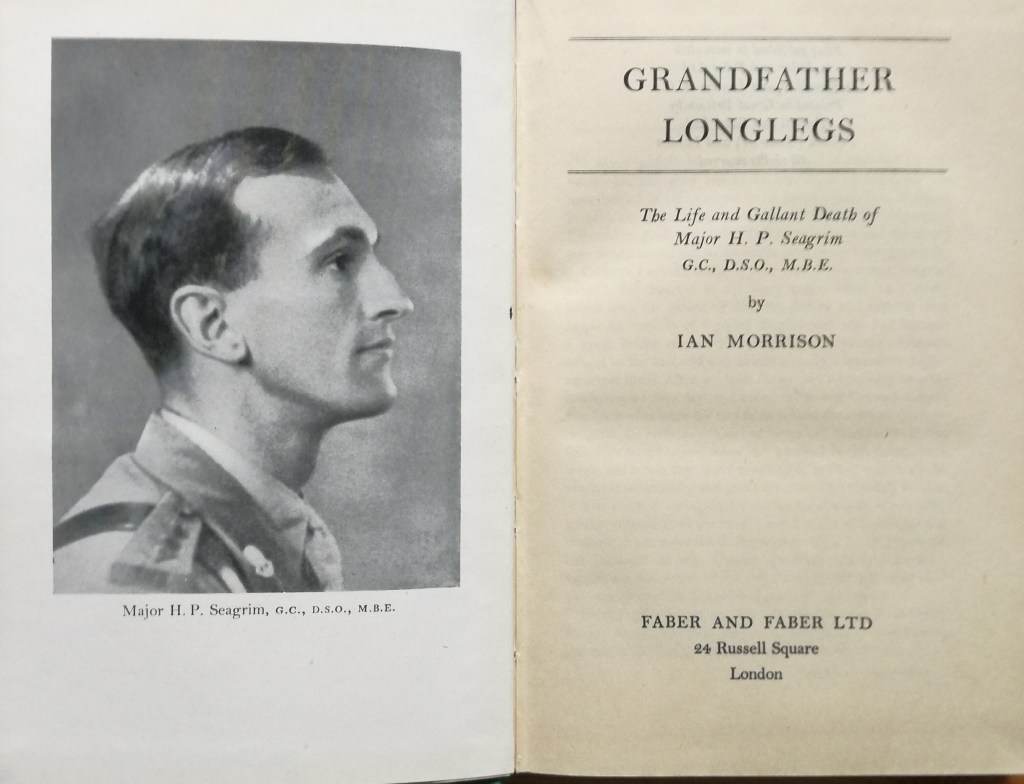 Major H. P. Seagrim, G.C., D.S.O., M.B.E.
GRANDFATHER
LONGLEGS
The Life and Gallant Death of
Major H. P. Seagrim
G.C., D.S.O., M.B.E.
by
IAN MORRISON
FABER AND FABER LTD
24 Russell Square
London